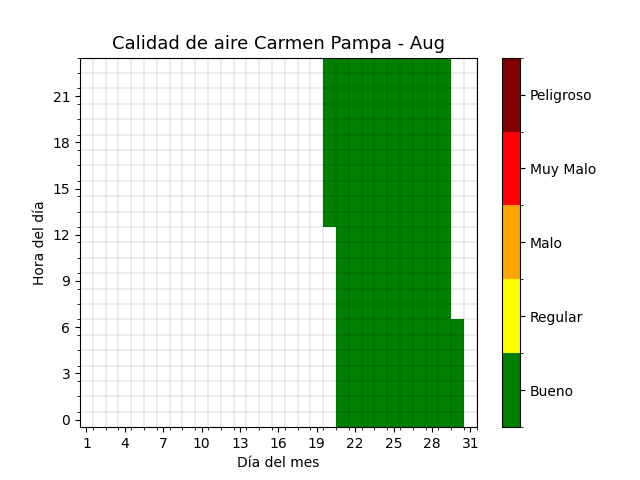 Calidad de aire Carmen Pampa - Aug
Hora del día
21
18
15
12
9
6
3
0
1 4 7 10 13 16 19 22 25 28 31
Día del mes
Peligroso
Muy Malo
Malo
Regular
Bueno